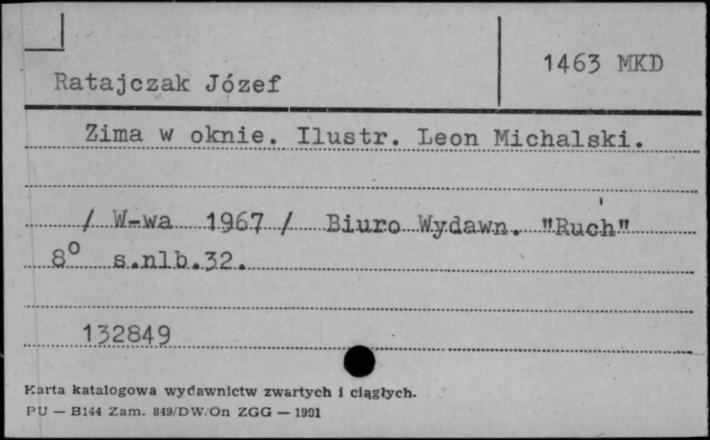 1463 MKD
Ratajczak Józef
Zima w oknie. Ilustr. Leon Michalski.
/ W-wa 1967 / Biuro Wydawn. "Ruch"
8° s.nlb.32.
132849
Karta katalogowa wydawnictw zwartych i ciągłych.
PU — B144 Zam. 849/DW/On ZGG — 1991